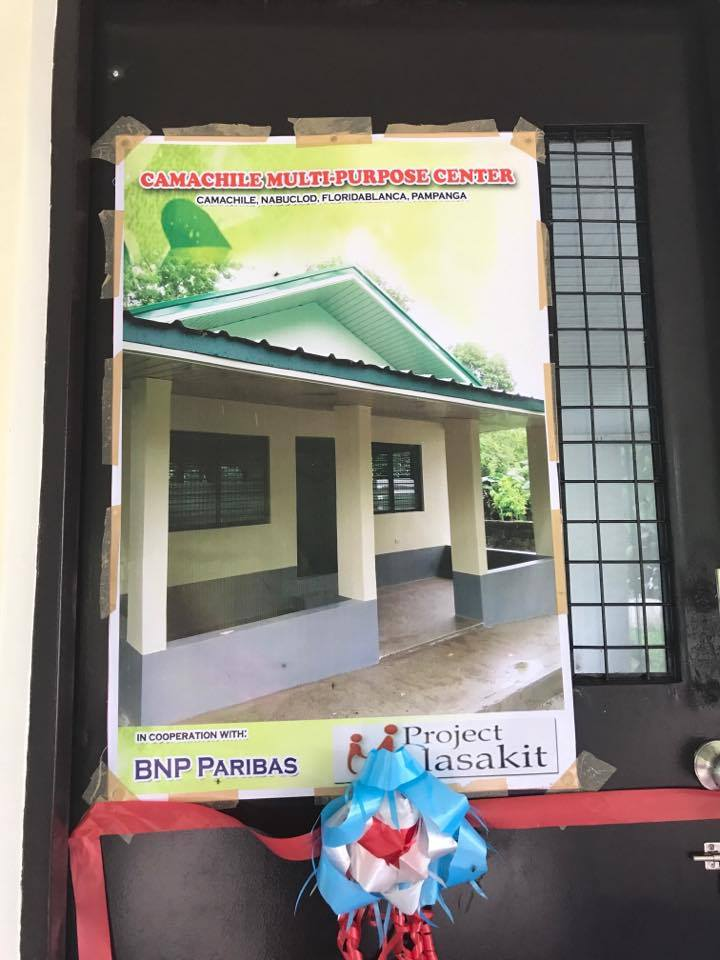 CAMACHILE MULTI-PURPOSE CENTER
CAMACHILE, NABUCLOD, FLORIDABLANCA, PAMPANGA
IN COOPERATION WITH:
BNP PARIBAS
Project